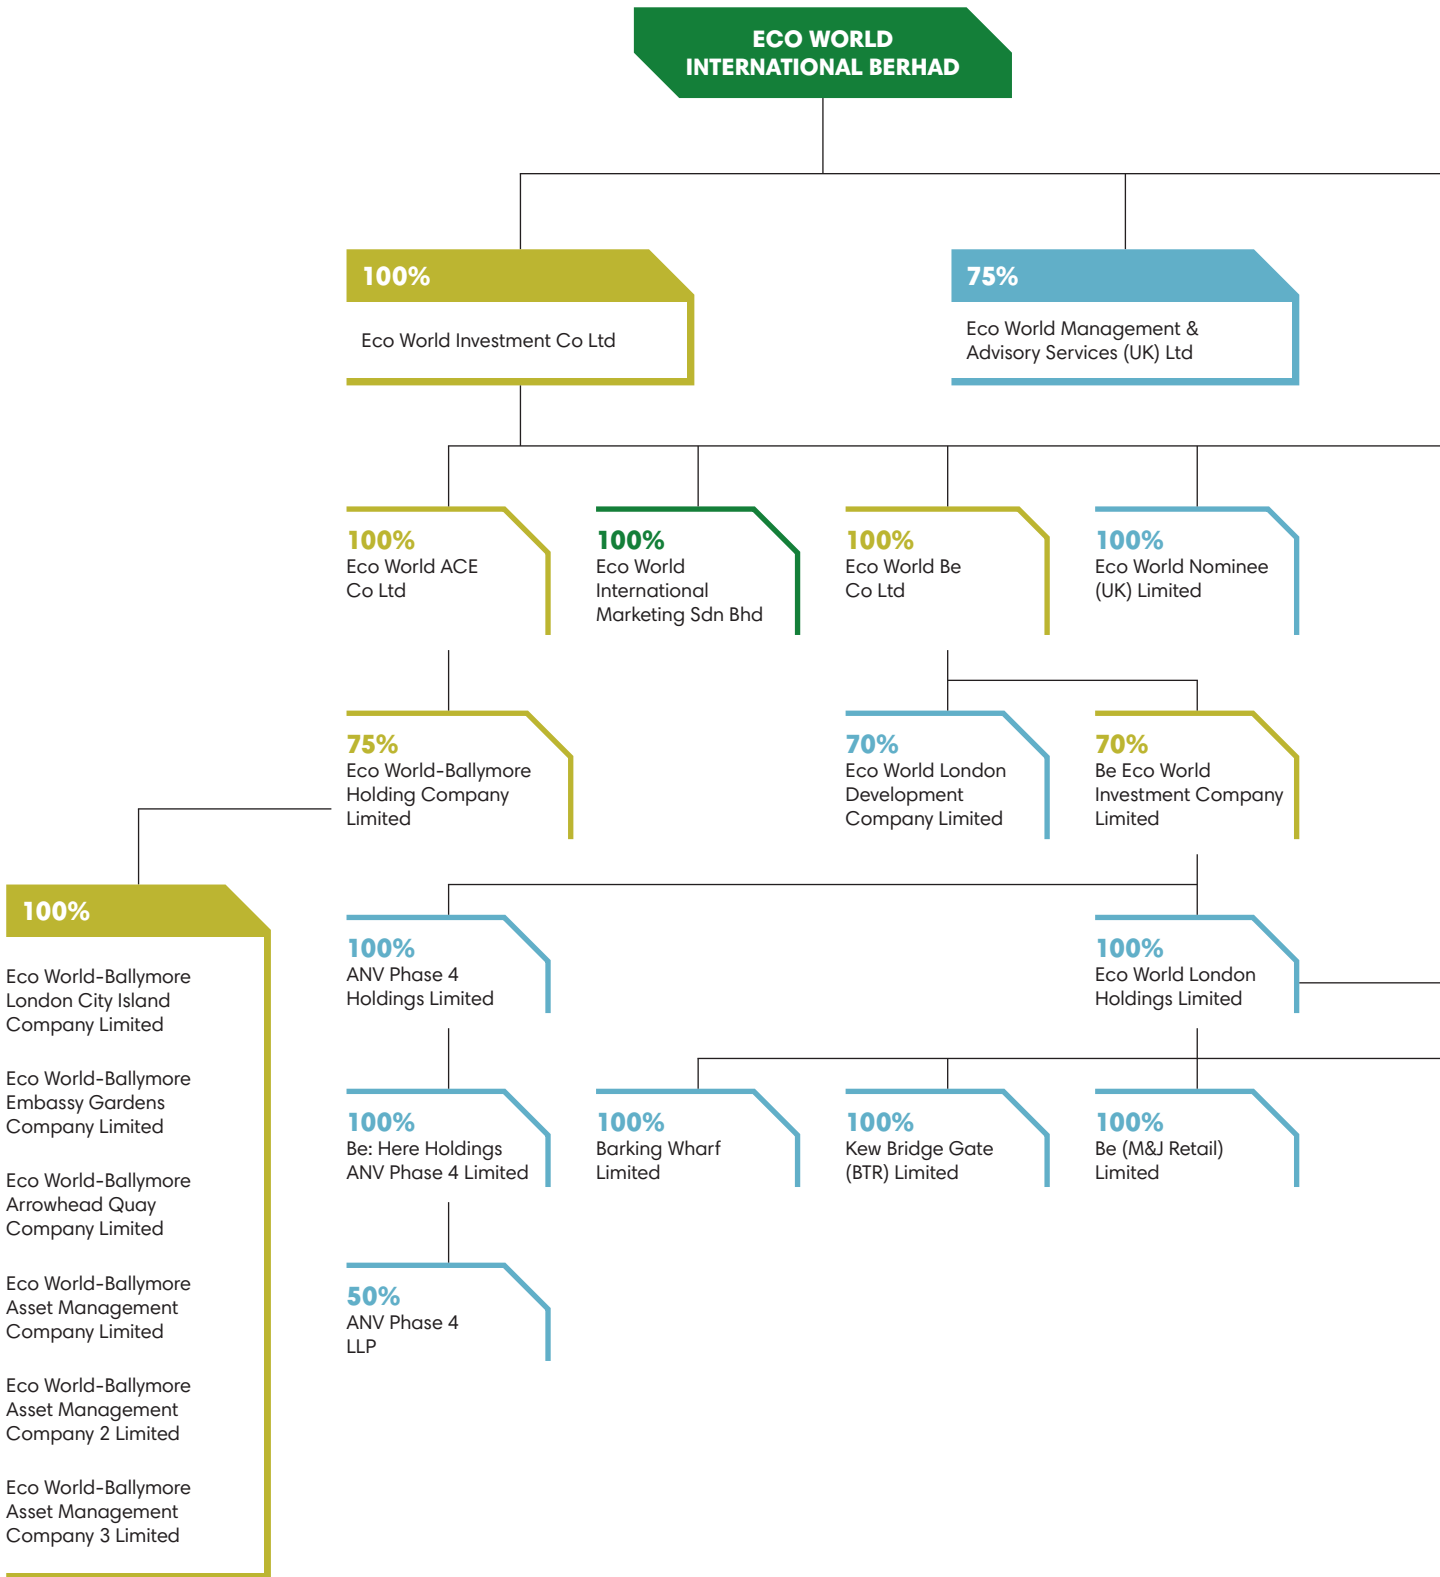 ECO WORLD
INTERNATIONAL BERHAD
100%
Eco World Investment Co Ltd
75%
Eco World Management &
Advisory Services (UK) Ltd
100%
Eco World ACE
Co Ltd
100%
Eco World
International
Marketing Sdn Bhd
100%
Eco World Be
Co Ltd
100%
Eco World Nominee
(UK) Limited
75%
Eco World-Ballymore
Holding Company
Limited
70%
Eco World London
Development
Company Limited
70%
Be Eco World
Investment Company
Limited
100%
Eco World-Ballymore
London City Island
Company Limited
Eco World-Ballymore
Embassy Gardens
Company Limited
Eco World-Ballymore
Arrowhead Quay
Company Limited
Eco World-Ballymore
Asset Management
Company Limited
Eco World-Ballymore
Asset Management
Company 2 Limited
Eco World-Ballymore
Asset Management
Company 3 Limited
100%
ANV Phase 4
Holdings Limited
100%
Eco World London
Holdings Limited
100%
Be: Here Holdings
ANV Phase 4 Limited
100%
Barking Wharf
Limited
100%
Kew Bridge Gate
(BTR) Limited
100%
Be (M&J Retail)
Limited
50%
ANV Phase 4
LLP